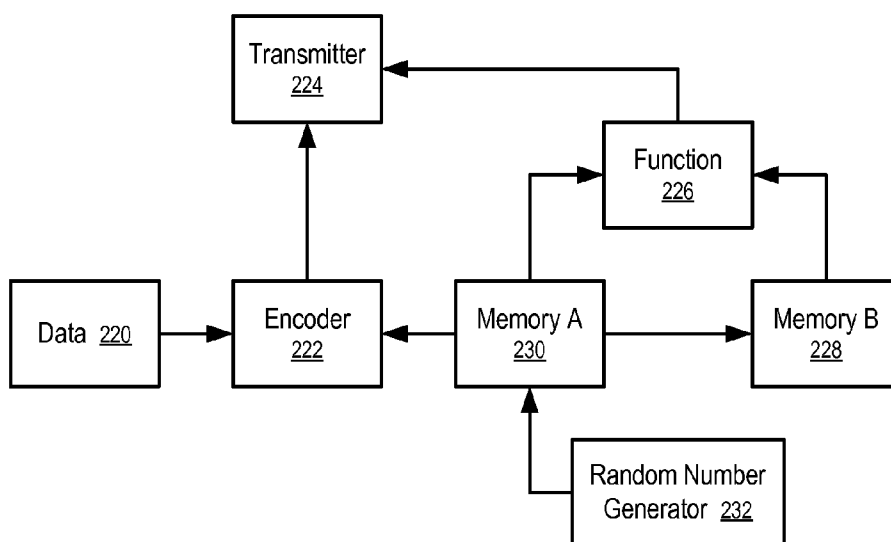 Transmitter
224
Function
226
Data 220
Encoder
222
Memory A
230
Memory B
228
Random Number
Generator 232